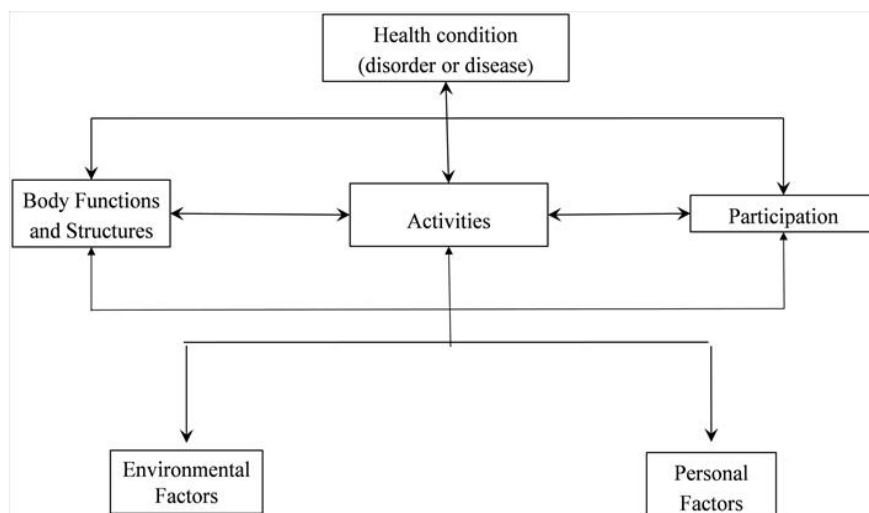 Health condition
(disorder or disease)
Body Functions
and Structures
Activities
Participation
Environmental
Factors
Personal
Factors